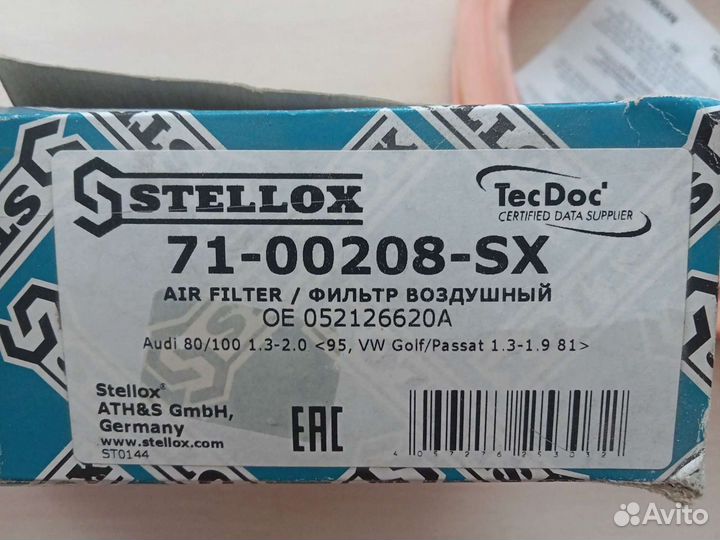 STELLOX
TecDoc
CERTIFIED DATA SUPPLIER
71-00208-SX
AIR FILTER / ФИЛЬТР ВОЗДУШНЫЙ
OE 052126620A
Audi 80/100 1.3-2.0 <95, VW Golf/Passat 1.3-1.9 81>
Stellox®
ATH&S GmbH,
Germany
www.stellox.com
ST0144
EAC
4057276293032
Avito